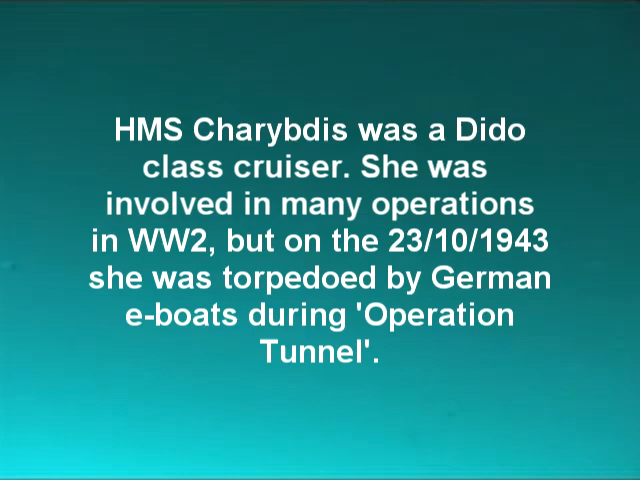 HMS Charybdis was a Dido
class cruiser. She was
involved in many operations
in WW2, but on the 23/10/1943
she was torpedoed by German
e-boats during 'Operation
Tunnel'.